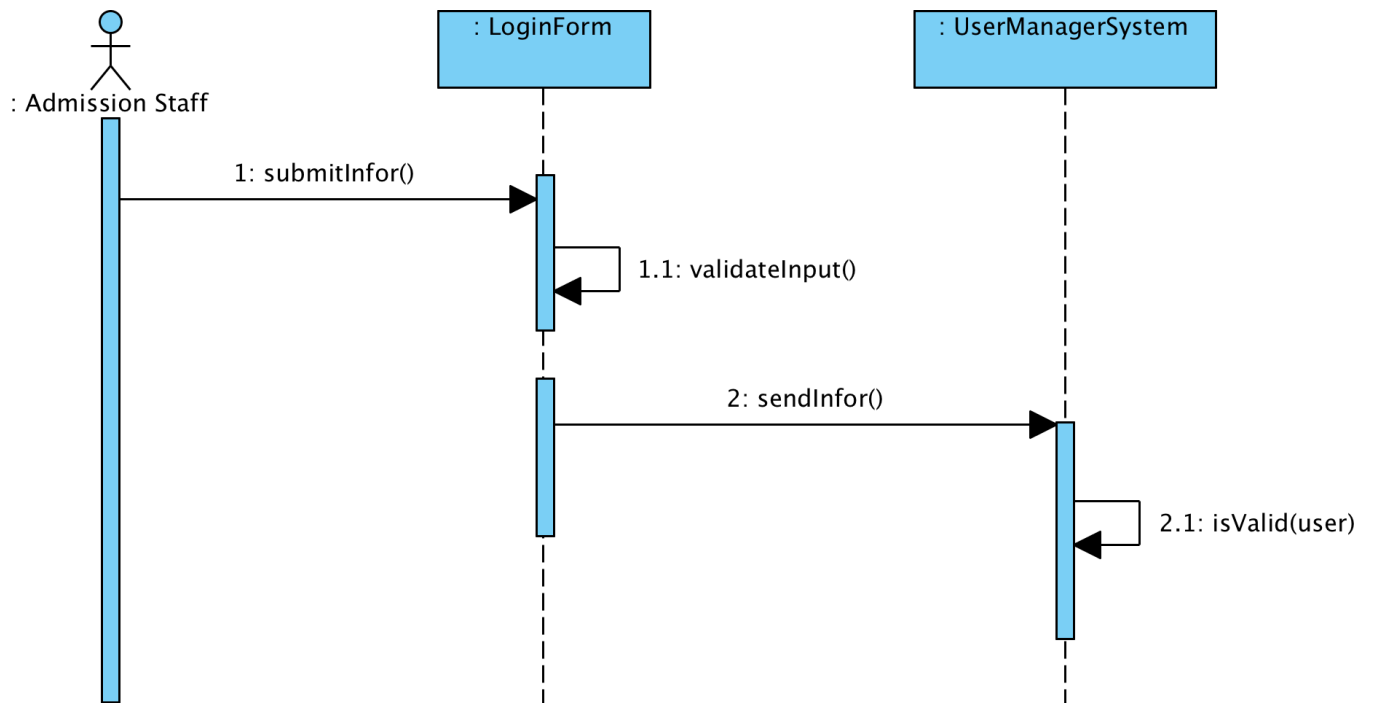 : LoginForm
: UserManagerSystem
: Admission Staff
1: submitInfor()
1.1: validateInput()
2: sendInfor()
2.1: isValid(user)